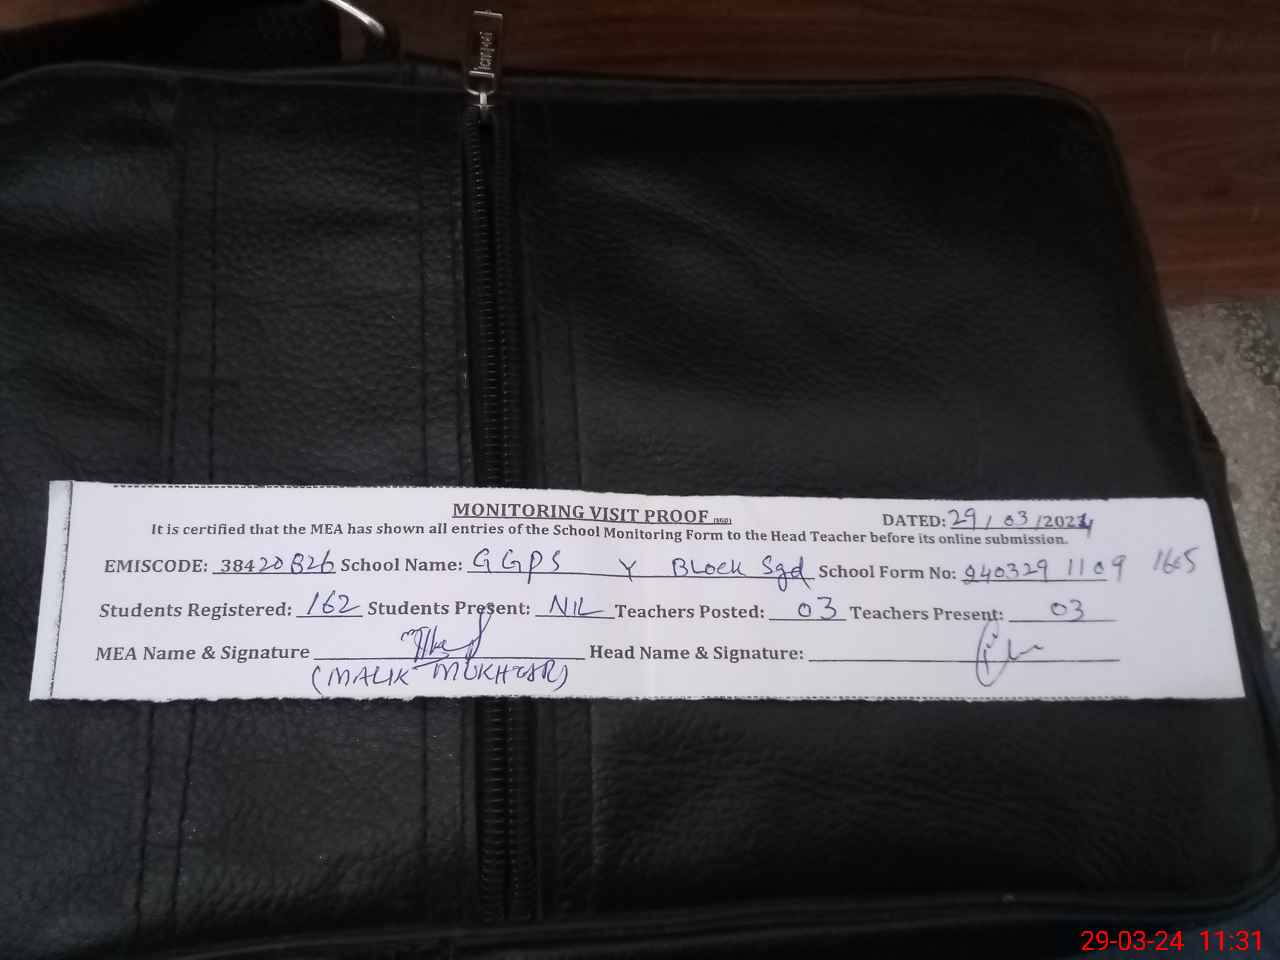 MONITORING VISIT PROOF (SGD)
DATED: 29/03/2024
It is certified that the MEA has shown all entries of the School Monitoring Form to the Head Teacher before its online submission.
EMISCODE: 38420826 School Name: GGPS Y Block Sgd School Form No: 240329 1109 1605
Students Registered: 162 Students Present: NIL Teachers Posted: 03 Teachers Present: 03
MEA Name & Signature Head Name & Signature:
(MALIK MUKHTAR)
29-03-24 11:31